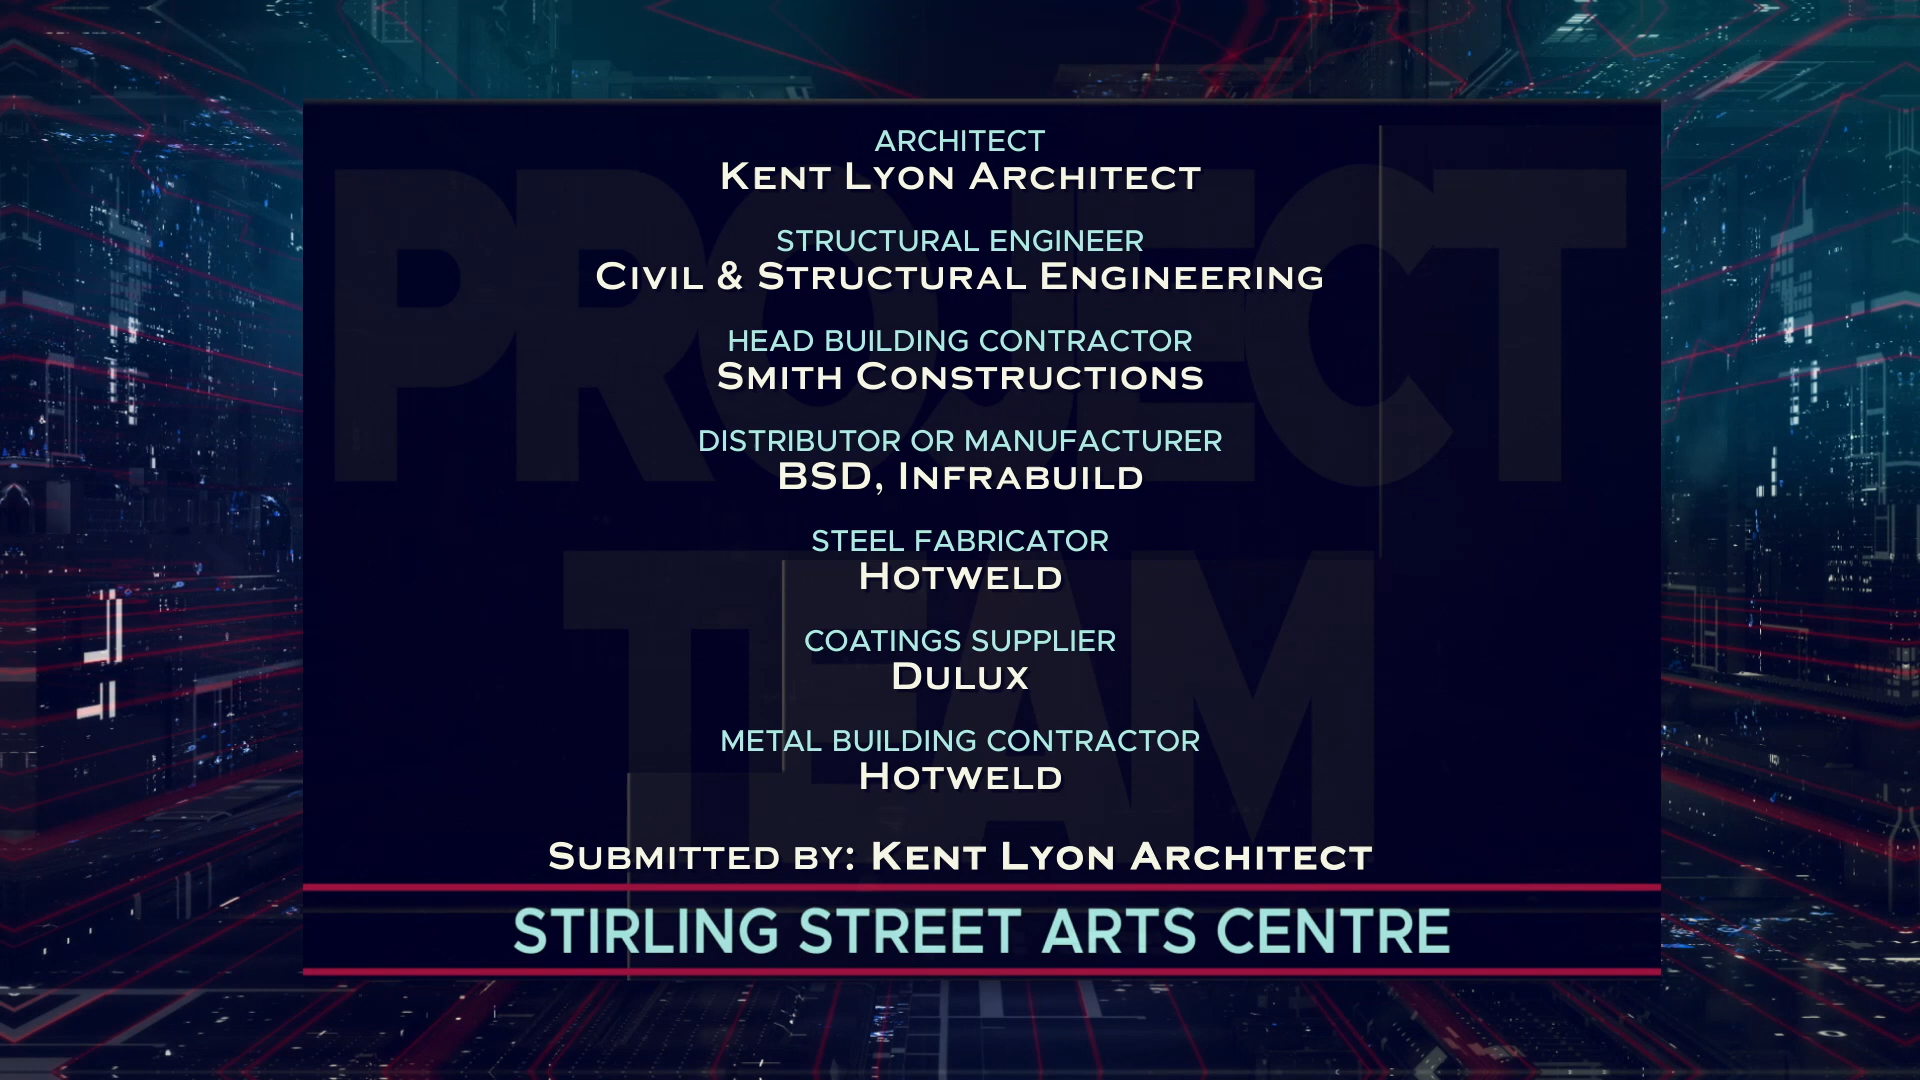 PROJECT
TEAM
ARCHITECT
Kent Lyon Architect
STRUCTURAL ENGINEER
Civil & Structural Engineering
HEAD BUILDING CONTRACTOR
Smith Constructions
DISTRIBUTOR OR MANUFACTURER
BSD, Infrabuild
STEEL FABRICATOR
Hotweld
COATINGS SUPPLIER
Dulux
METAL BUILDING CONTRACTOR
Hotweld
Submitted by: Kent Lyon Architect
STIRLING STREET ARTS CENTRE